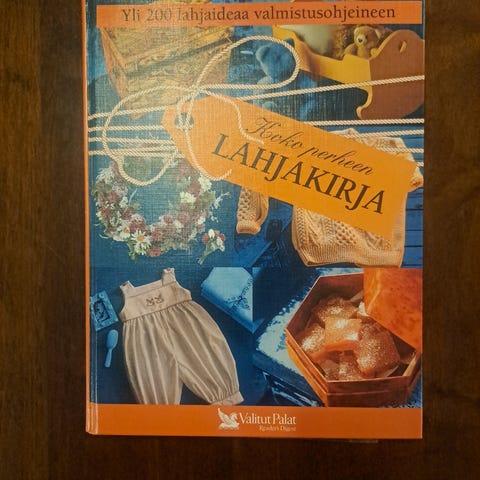 Yli 200 lahjaideaa valmistusohjeineen
Koko perheen
LAHJAKIRJA
Valitut Palat
Reader's Digest